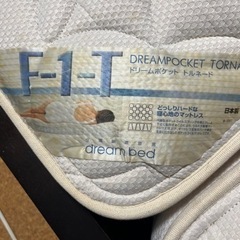 F-1-T
DREAMPOCKET TORNA
ドリームポケット トルネード
どっしりハードな
寝心地のマットレス
日本製
dream bed